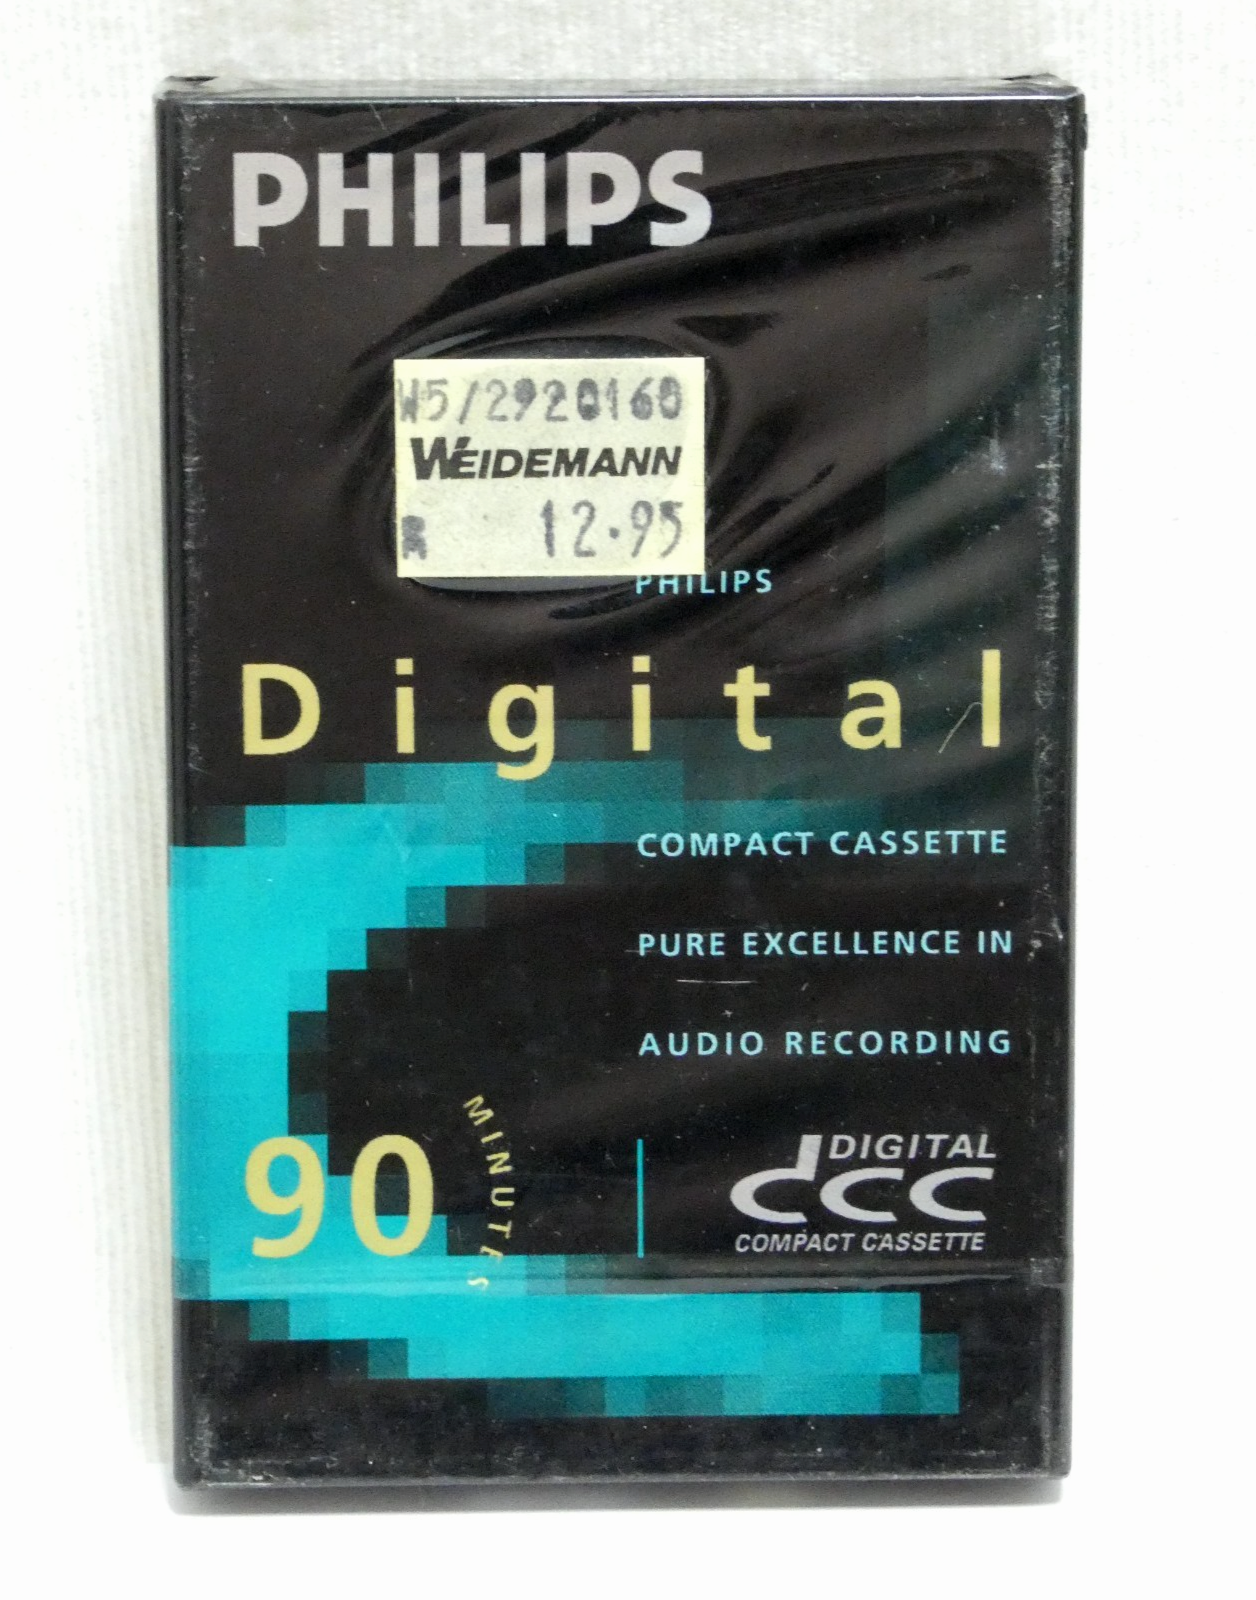 PHILIPS
W5/2920160
WEIDEMANN
R 12.95
PHILIPS
Digital
COMPACT CASSETTE
PURE EXCELLENCE IN
AUDIO RECORDING
90 MINUTES
DIGITAL
dcc
COMPACT CASSETTE